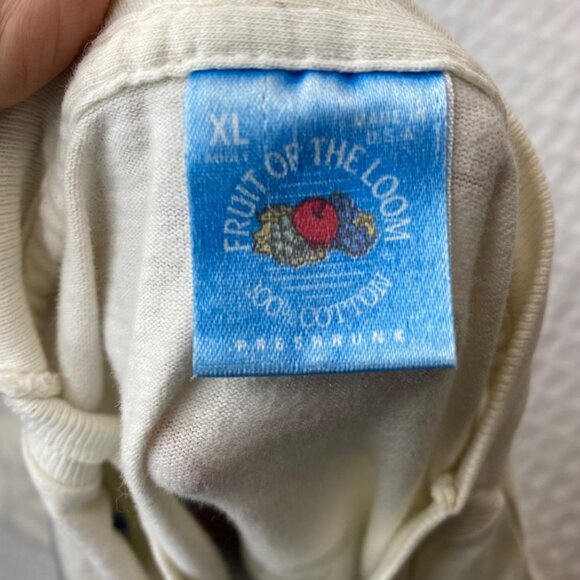 XL
ADULT
MADE IN
U.S.A.
FRUIT OF THE LOOM
100% COTTON
PRESHRUNK